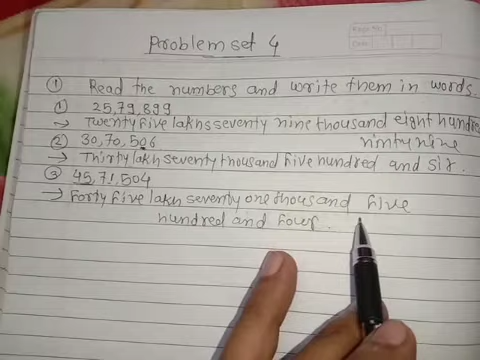 Problem set 4
① Read the numbers and write them in words.
① 25,79,899
→ Twenty five lakhs seventy nine thousand eight hundred
ninty nine
② 30,70,506
→ Thirty lakh seventy thousand five hundred and six.
③ 45,71,504
→ Forty five lakh seventy one thousand five
hundred and four.